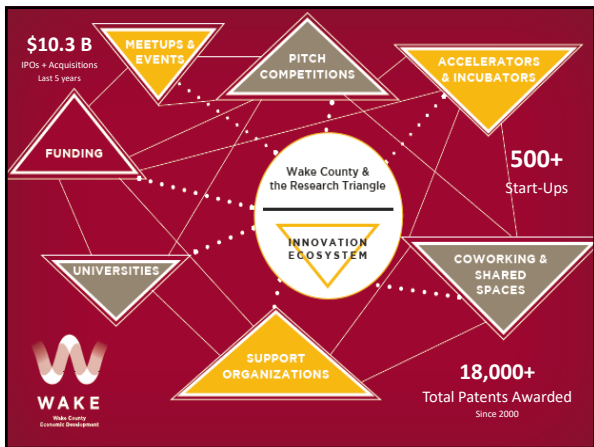 $10.3 B
IPOs + Acquisitions
Last 5 years
MEETUPS &
EVENTS
PITCH
COMPETITIONS
ACCELERATORS
& INCUBATORS
FUNDING
Wake County &
the Research Triangle
INNOVATION
ECOSYSTEM
500+
Start-Ups
UNIVERSITIES
COWORKING &
SHARED
SPACES
SUPPORT
ORGANIZATIONS
WAKE
Wake County
Economic Development
18,000+
Total Patents Awarded
Since 2000